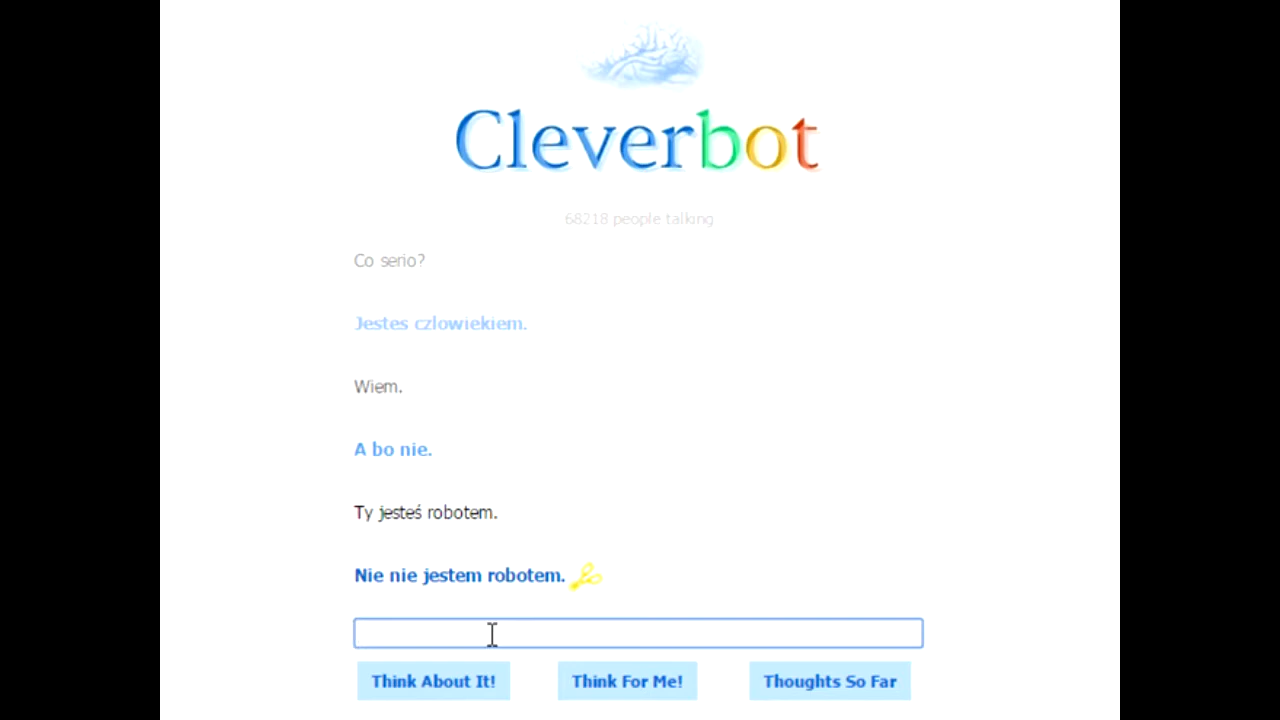 Cleverbot
68218 people talking
Co serio?
Jestes czlowiekiem.
Wiem.
A bo nie.
Ty jesteś robotem.
Nie nie jestem robotem.
Think About It! Think For Me! Thoughts So Far